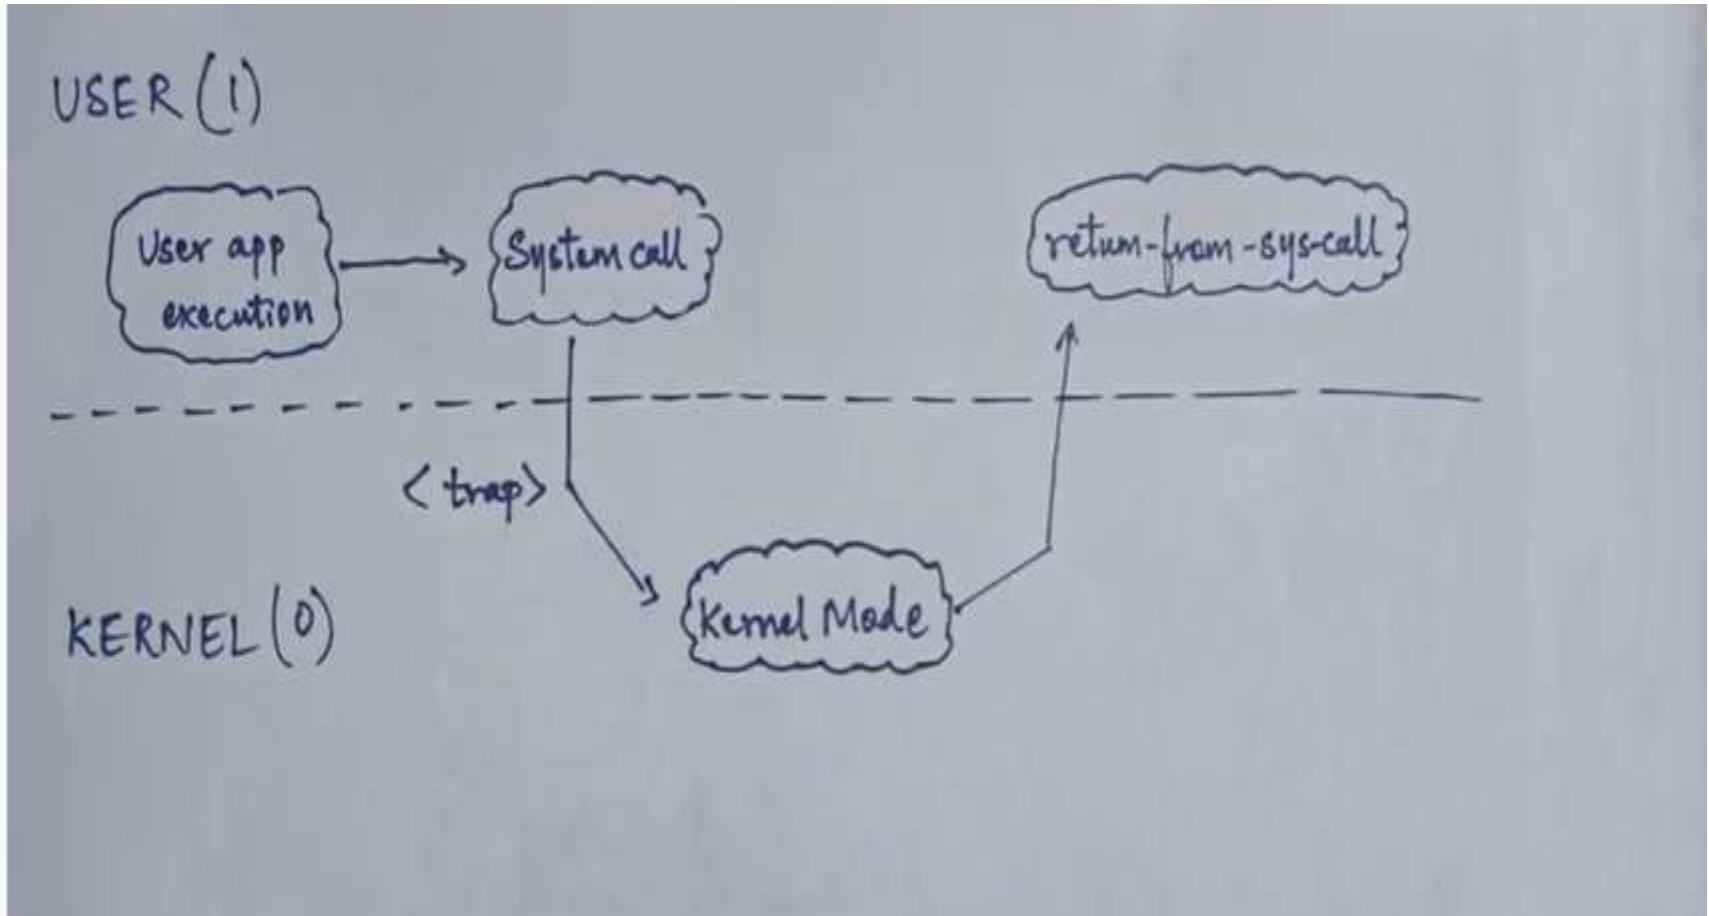 USER (1)
User app
execution
System call
return-from-sys-call
<trap>
KERNEL (0)
Kernel Mode